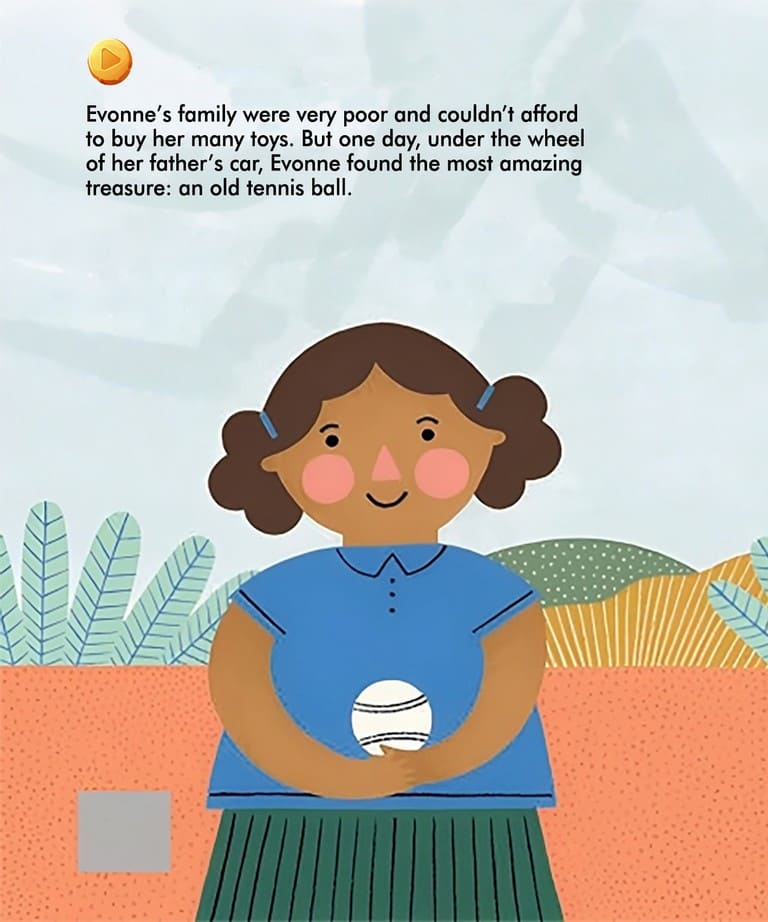 Evonne’s family were very poor and couldn’t afford
to buy her many toys. But one day, under the wheel
of her father’s car, Evonne found the most amazing
treasure: an old tennis ball.